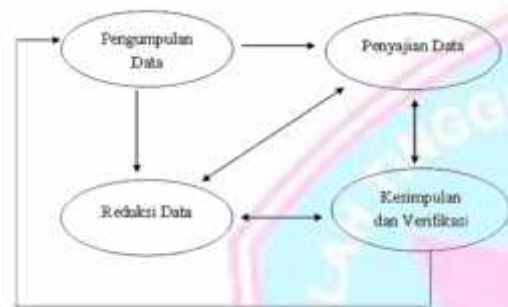 Pengumpulan
Data
Penyajian Data
Reduksi Data
Kesimpulan
dan Verifikasi